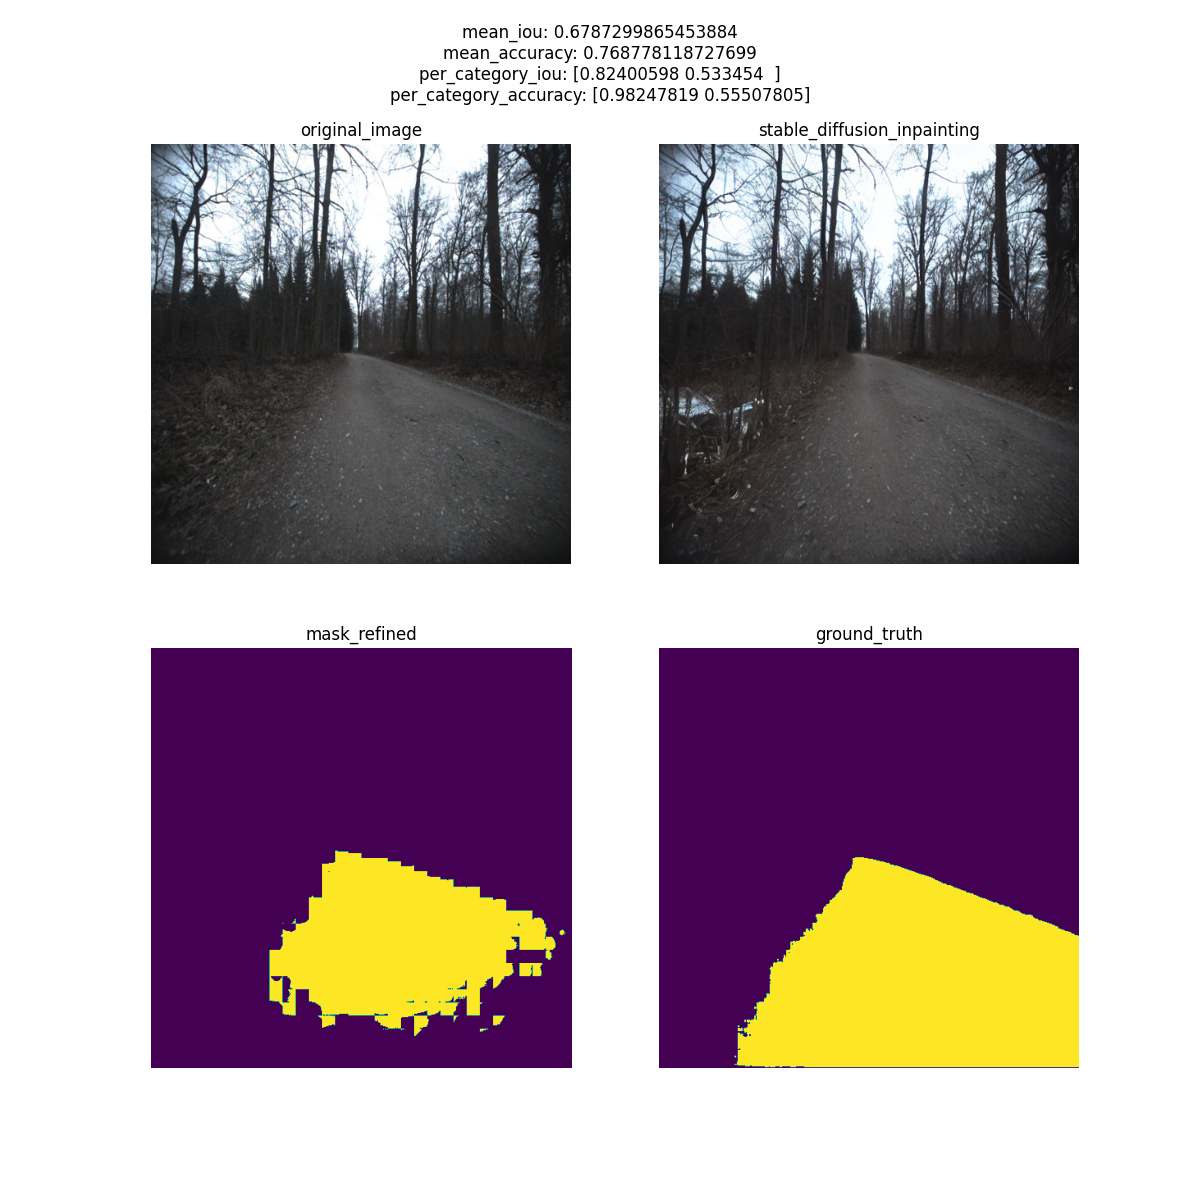 mean_iou: 0.6787299865453884
mean_accuracy: 0.768778118727699
per_category_iou: [0.82400598 0.533454  ]
per_category_accuracy: [0.98247819 0.55507805]
original_image
stable_diffusion_inpainting
mask_refined
ground_truth